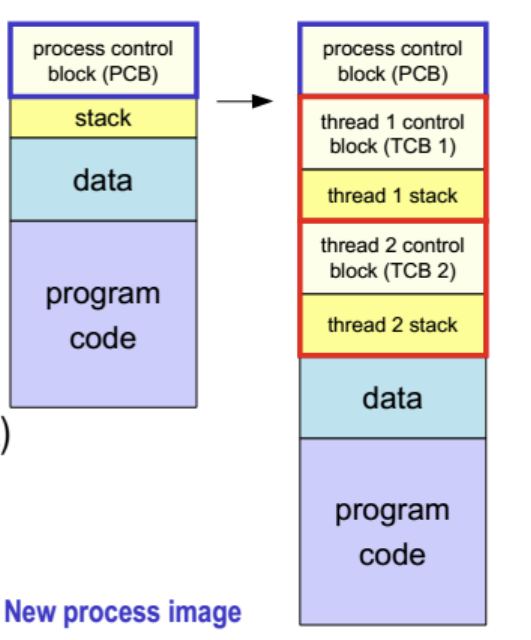 process control
block (PCB)
stack
data
program
code
)
process control
block (PCB)
thread 1 control
block (TCB 1)
thread 1 stack
thread 2 control
block (TCB 2)
thread 2 stack
data
program
code
New process image